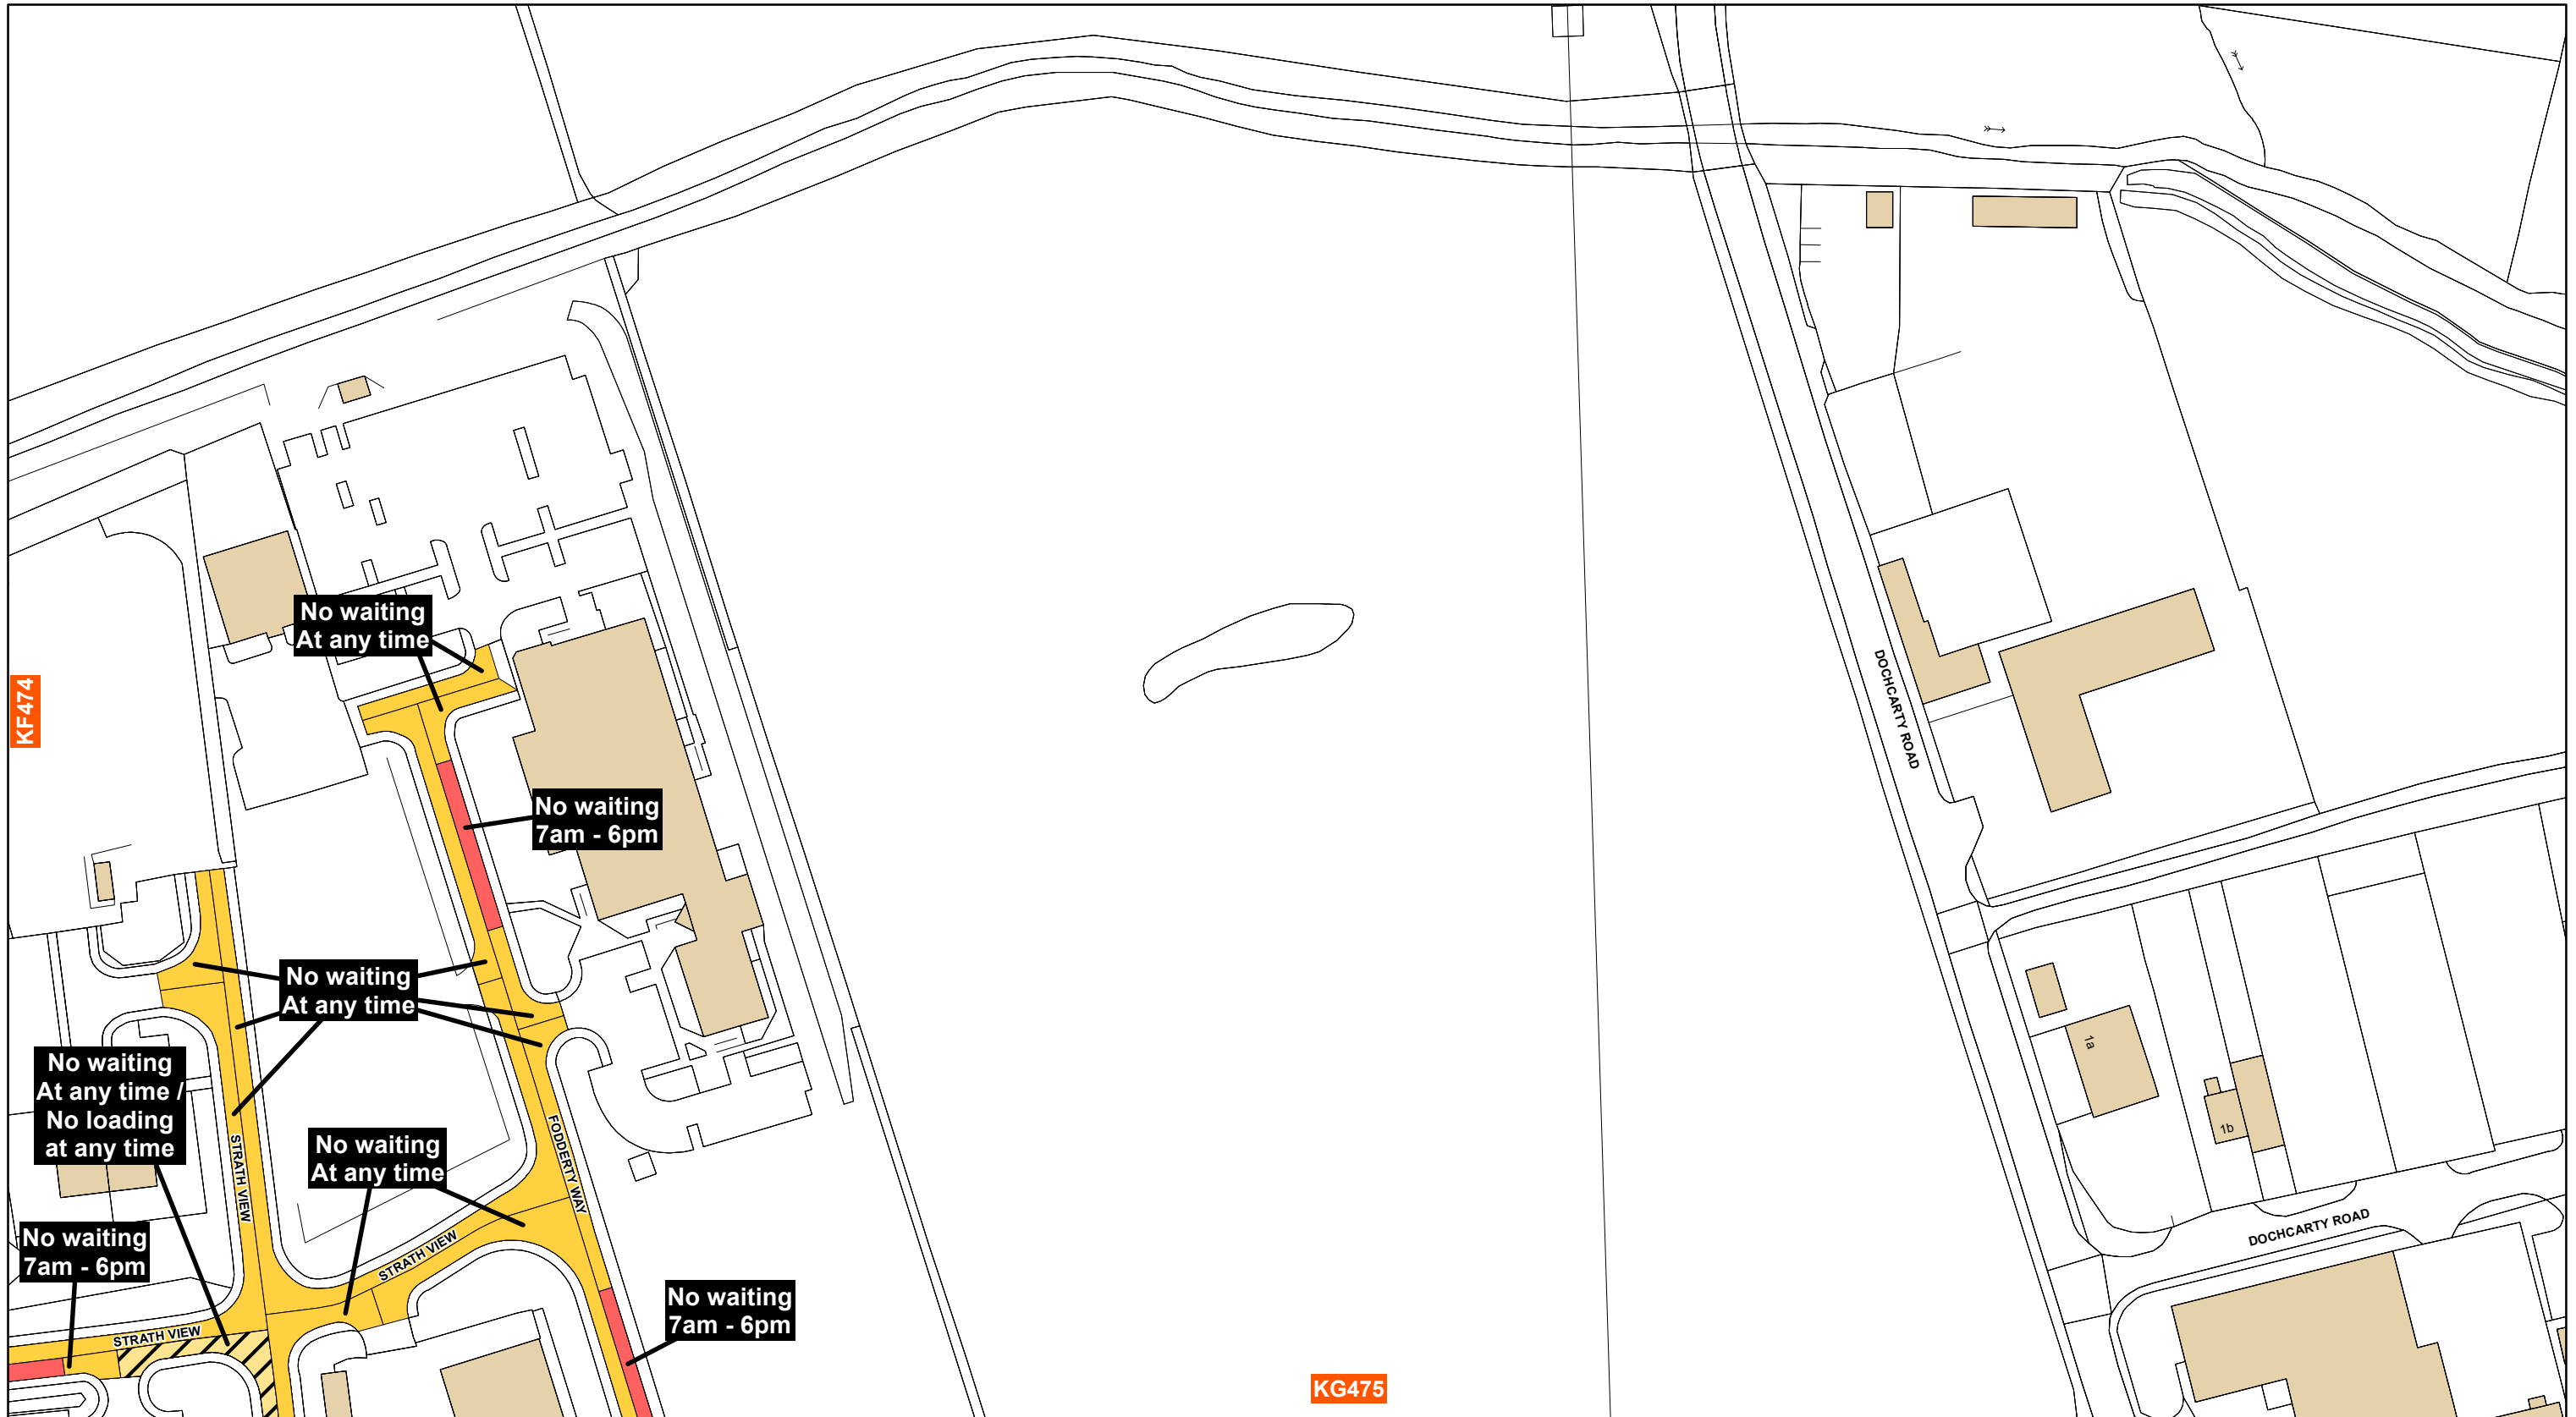 No waiting
At any time
KF474
DOCHCARTY ROAD
No waiting
7am - 6pm
No waiting
At any time
No waiting
At any time /
No loading
at any time
1a
1b
FODDERTY WAY
STRATH VIEW
No waiting
At any time
DOCHCARTY ROAD
No waiting
7am - 6pm
STRATH VIEW
No waiting
7am - 6pm
STRATH VIEW
KG475